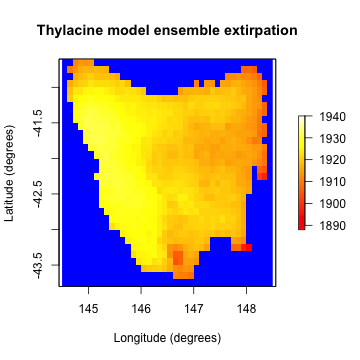 Thylacine model ensemble extirpation
Latitude (degrees)
-41.5
-42.5
-43.5
145 146 147 148
Longitude (degrees)
1940
1930
1920
1910
1900
1890